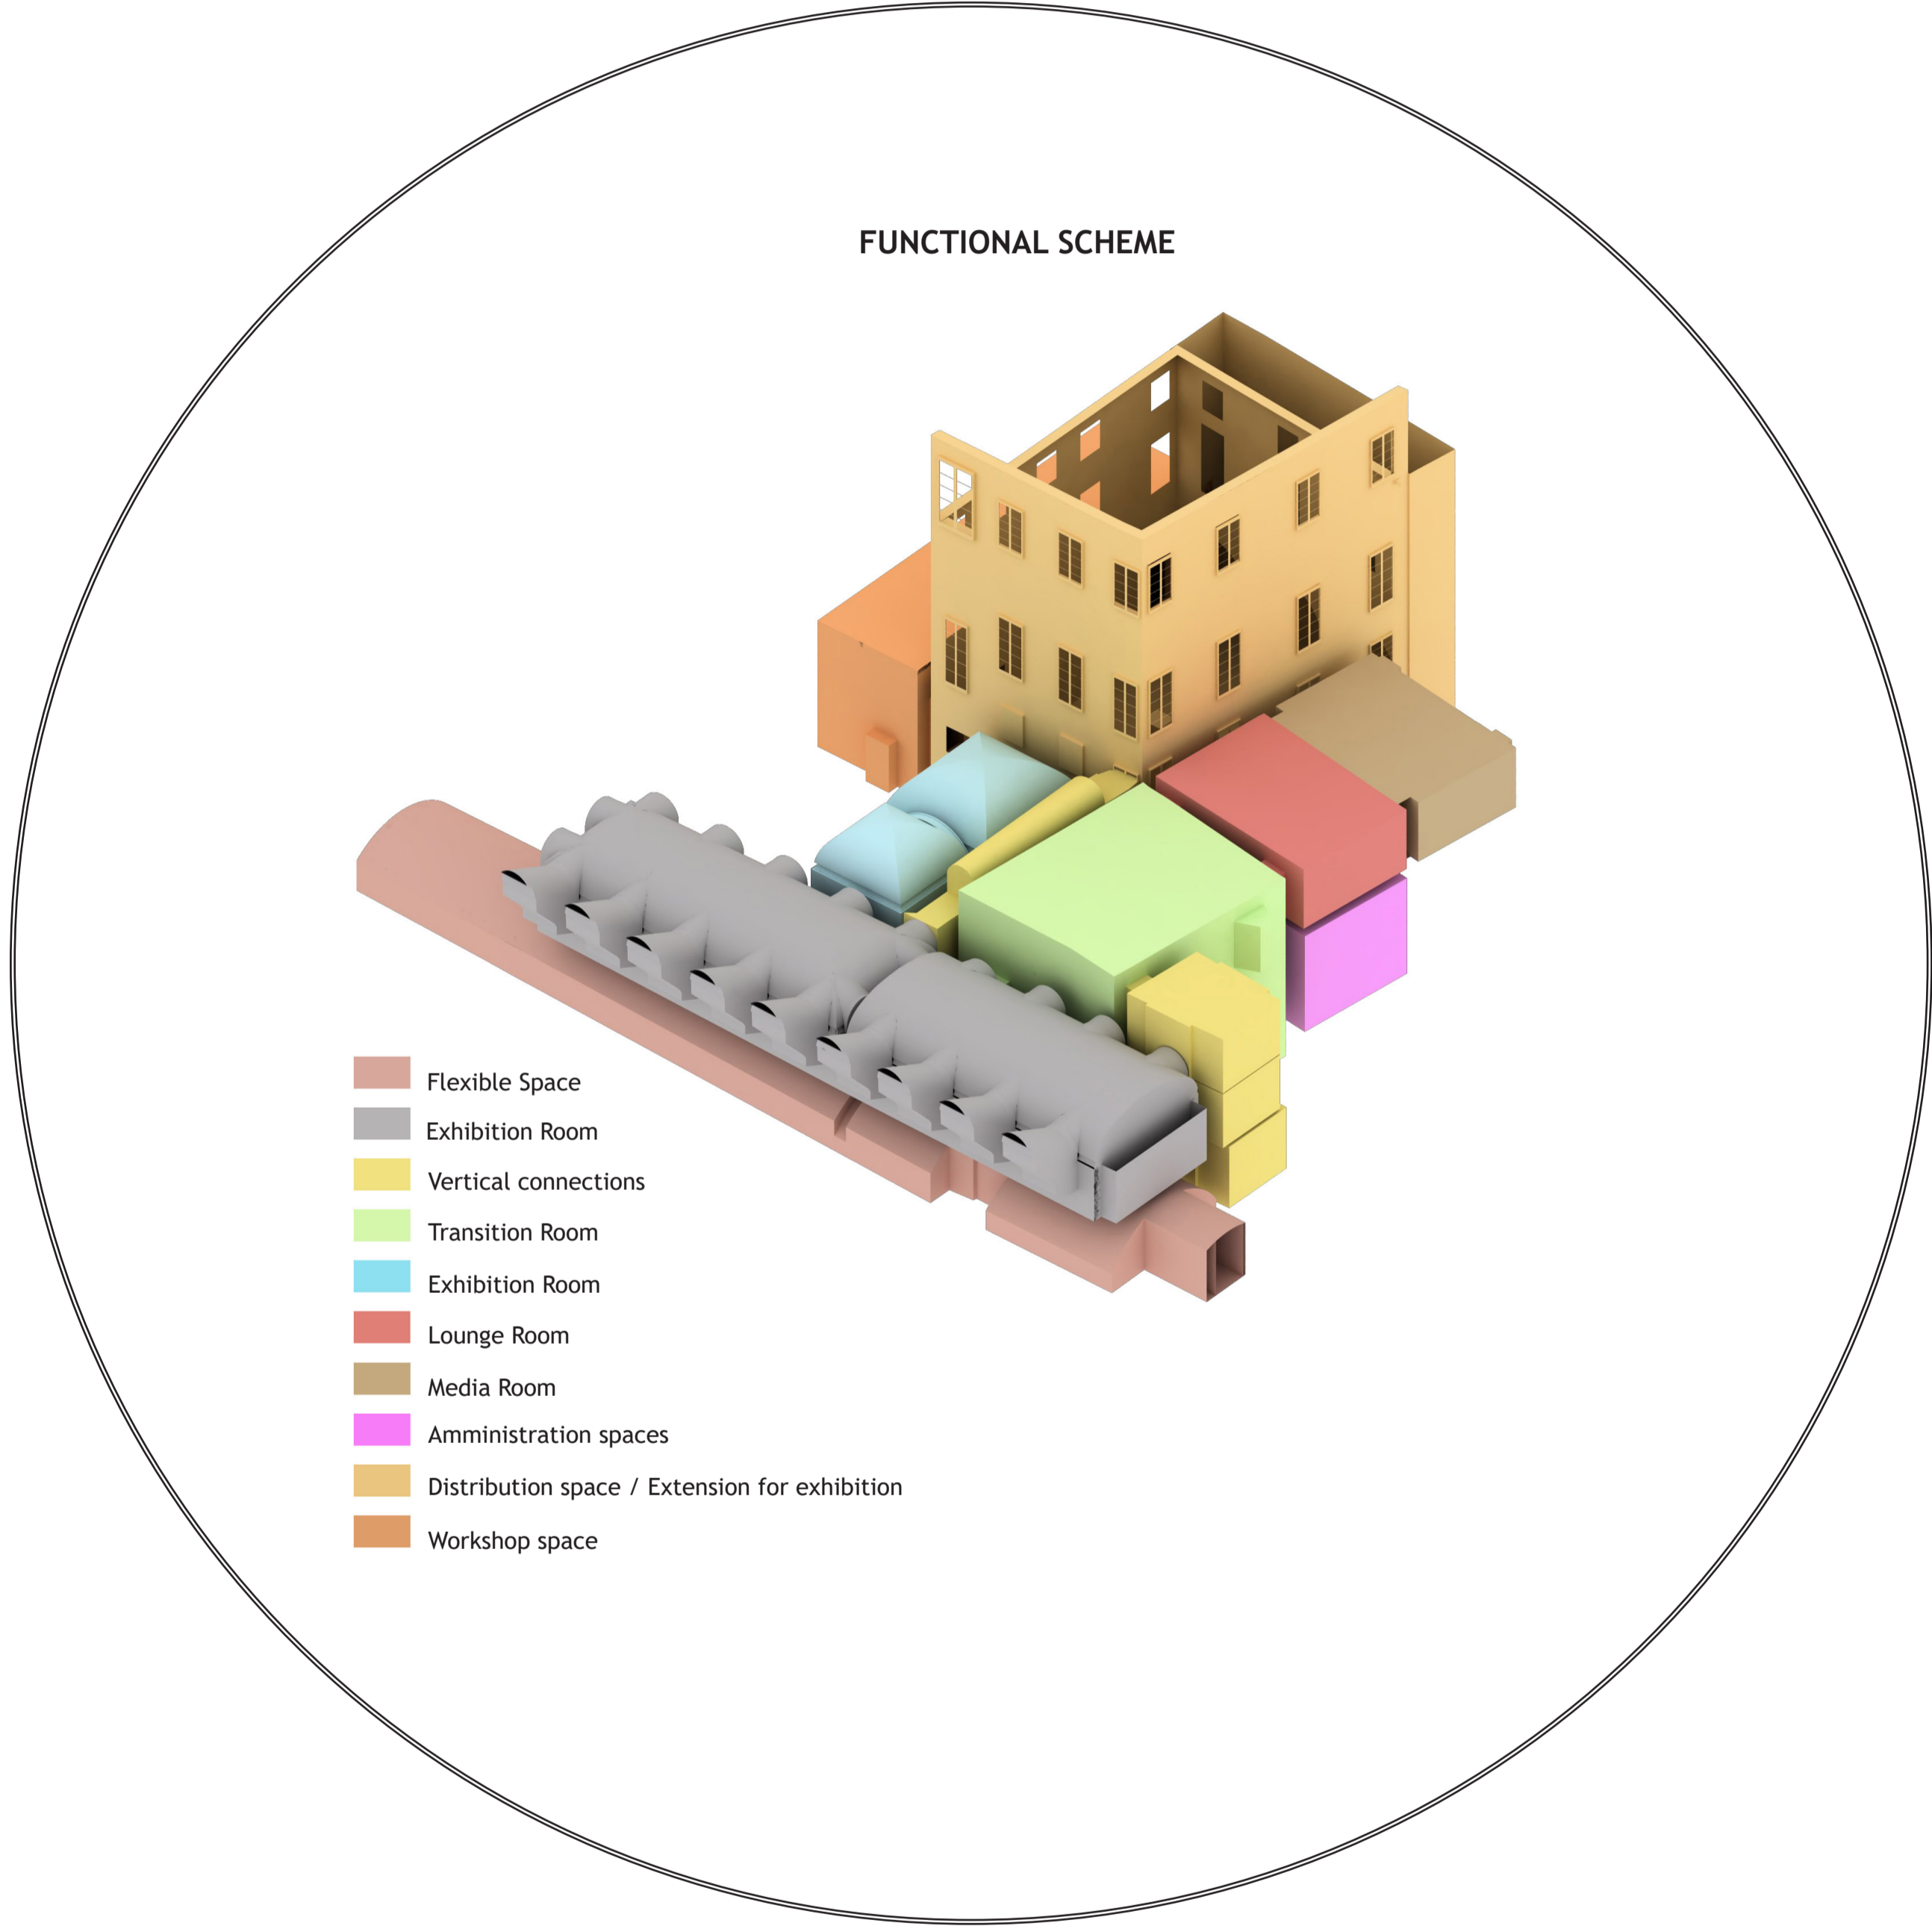 FUNCTIONAL SCHEME
Flexible Space
Exhibition Room
Vertical connections
Transition Room
Exhibition Room
Lounge Room
Media Room
Amministration spaces
Distribution space / Extension for exhibition
Workshop space